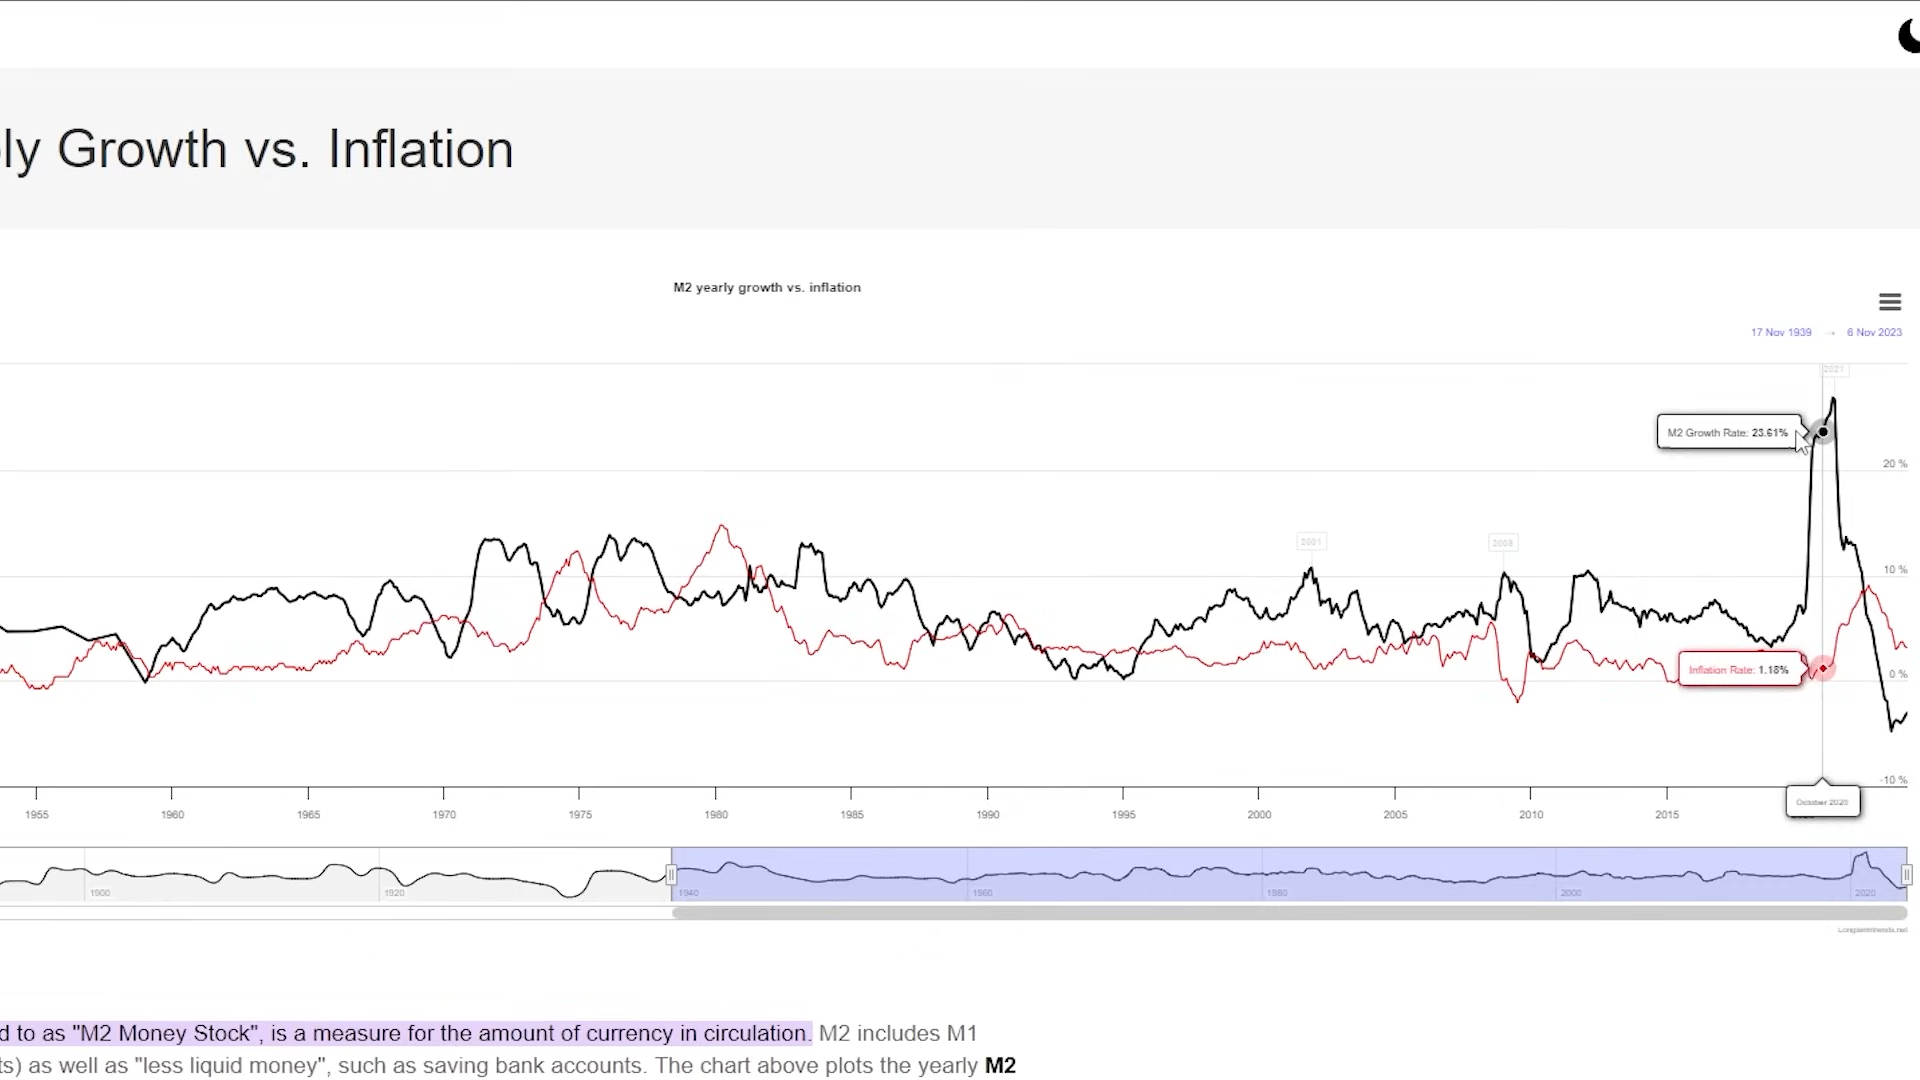 ly Growth vs. Inflation
M2 yearly growth vs. inflation
17 Nov 1939 → 6 Nov 2023
2021
M2 Growth Rate: 23.61%
20 %
2001
2008
10 %
Inflation Rate: 1.18%
0 %
-10 %
October 2020
1955 1960 1965 1970 1975 1980 1985 1990 1995 2000 2005 2010 2015
1900 1920 1940 1960 1980 2000 2020
Longtermtrends.net
d to as "M2 Money Stock", is a measure for the amount of currency in circulation. M2 includes M1
ts) as well as "less liquid money", such as saving bank accounts. The chart above plots the yearly M2